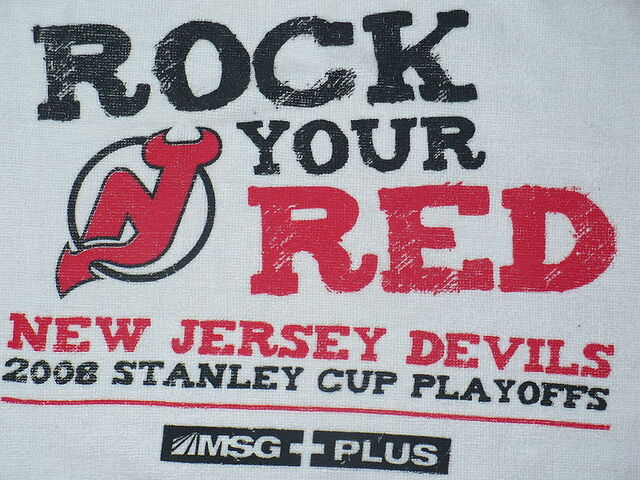 ROCK
YOUR
RED
NEW JERSEY DEVILS
2008 STANLEY CUP PLAYOFFS
MSG+PLUS